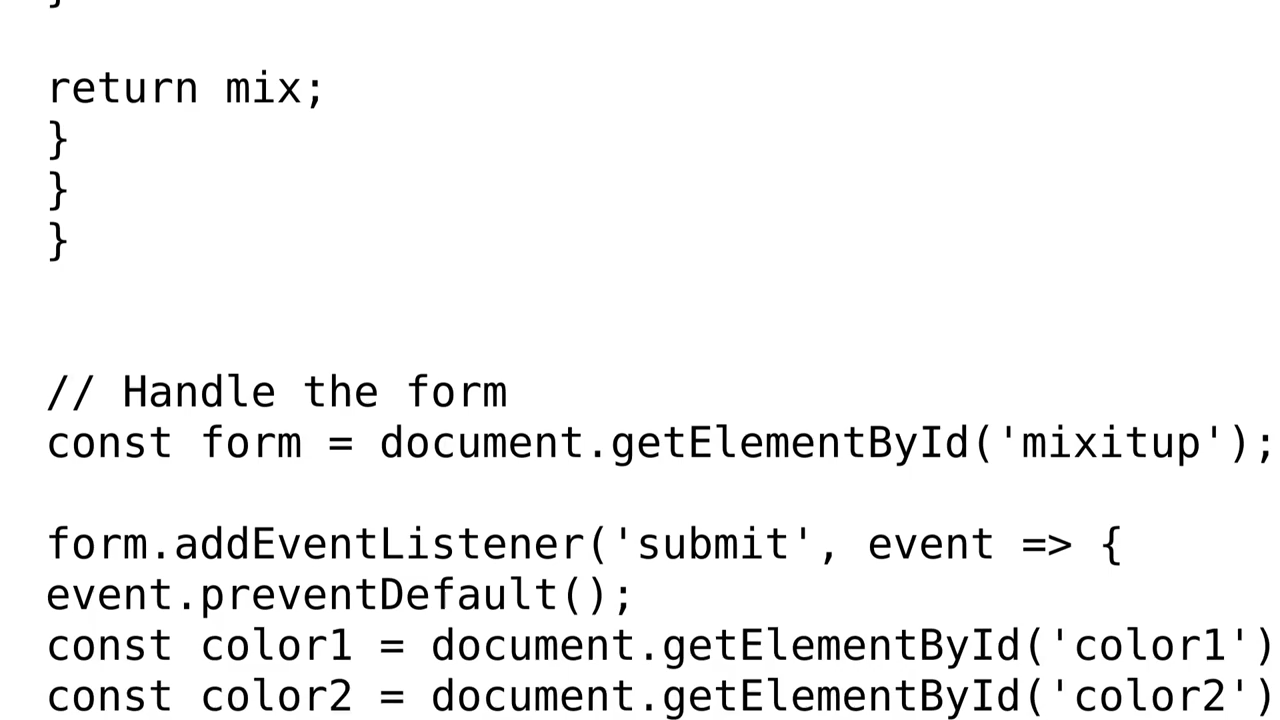 }
return mix;
}
}
}
// Handle the form
const form = document.getElementById('mixitup');
form.addEventListener('submit', event => {
event.preventDefault();
const color1 = document.getElementById('color1')
const color2 = document.getElementById('color2')